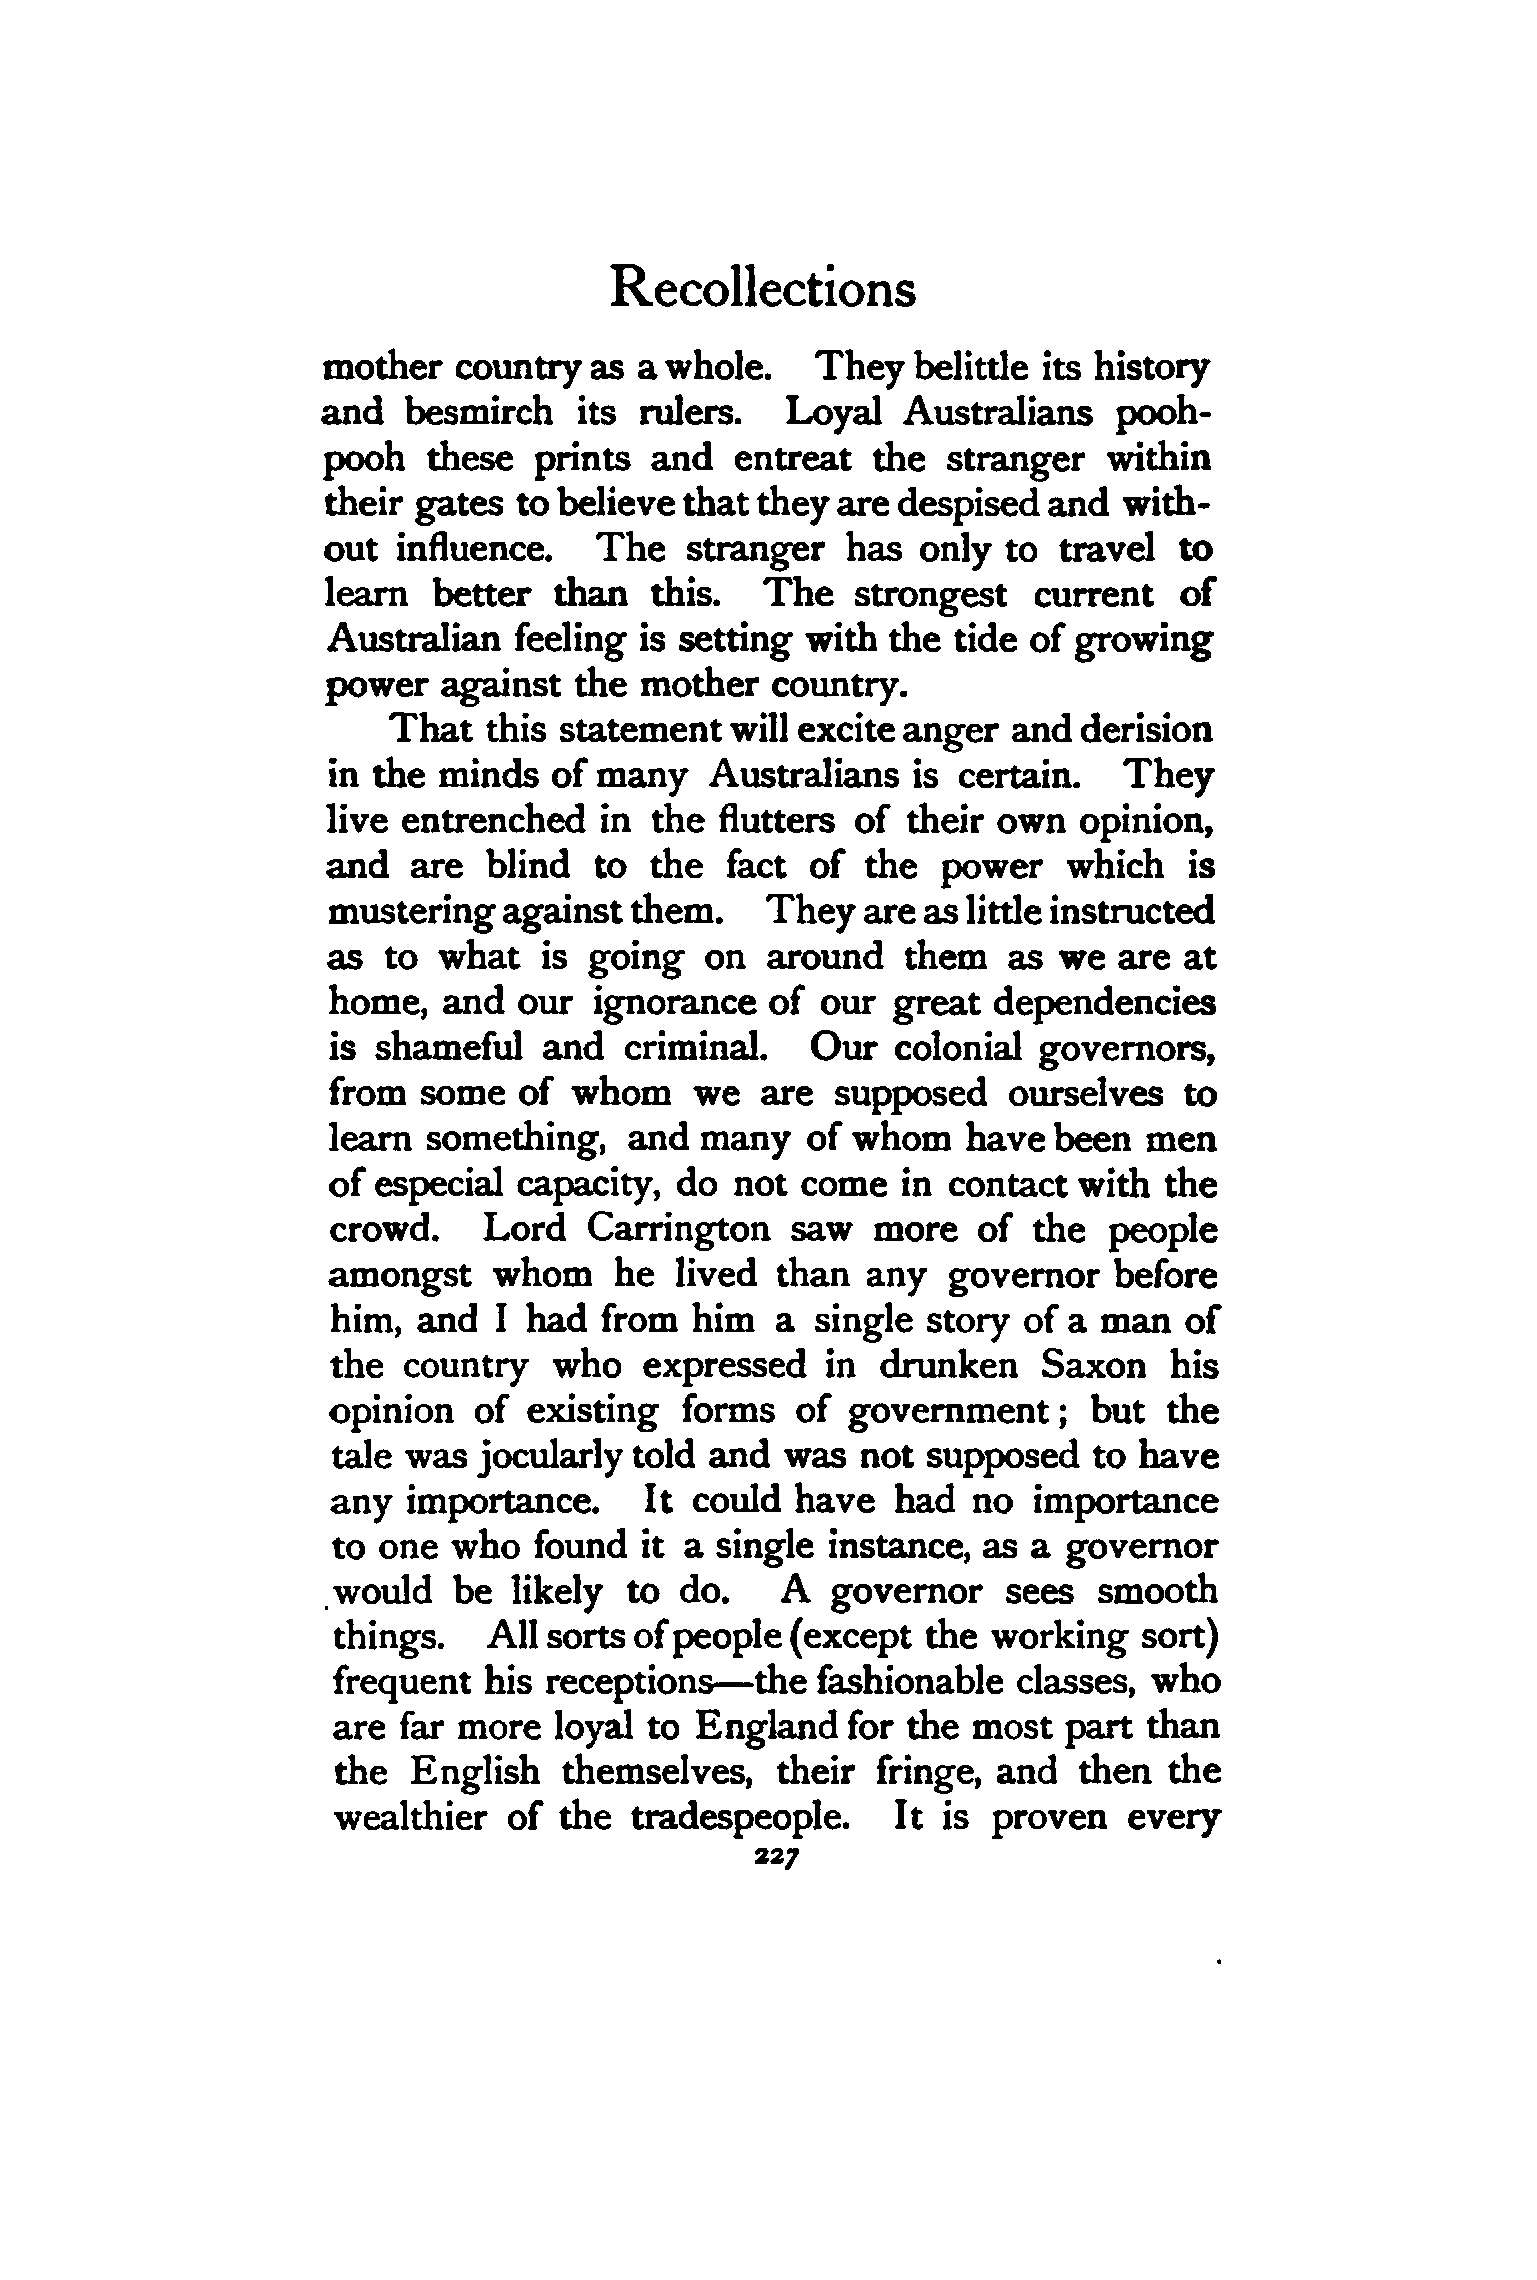 Recollections
mother country as a whole. They belittle its history
and besmirch its rulers. Loyal Australians pooh-
pooh these prints and entreat the stranger within
their gates to believe that they are despised and with-
out influence. The stranger has only to travel to
learn better than this. The strongest current of
Australian feeling is setting with the tide of growing
power against the mother country.
That this statement will excite anger and derision
in the minds of many Australians is certain. They
live entrenched in the flutters of their own opinion,
and are blind to the fact of the power which is
mustering against them. They are as little instructed
as to what is going on around them as we are at
home, and our ignorance of our great dependencies
is shameful and criminal. Our colonial governors,
from some of whom we are supposed ourselves to
learn something, and many of whom have been men
of especial capacity, do not come in contact with the
crowd. Lord Carrington saw more of the people
amongst whom he lived than any governor before
him, and I had from him a single story of a man of
the country who expressed in drunken Saxon his
opinion of existing forms of government; but the
tale was jocularly told and was not supposed to have
any importance. It could have had no importance
to one who found it a single instance, as a governor
would be likely to do. A governor sees smooth
things. All sorts of people (except the working sort)
frequent his receptions—the fashionable classes, who
are far more loyal to England for the most part than
the English themselves, their fringe, and then the
wealthier of the tradespeople. It is proven every
227